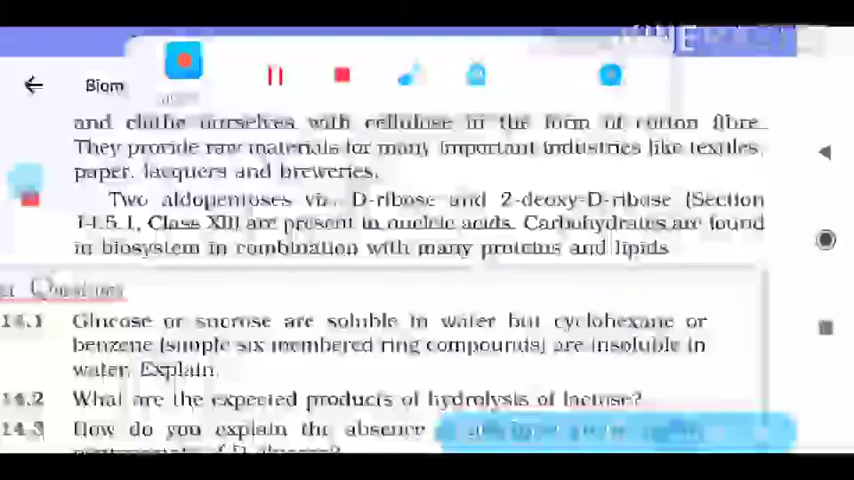 Biom
and clothe ourselves with cellulose in the form of cotton fibre.
They provide raw materials for many important industries like textiles,
paper, lacquers and breweries.
Two aldopentoses viz. D-ribose and 2-deoxy-D-ribose (Section
14.5.1, Class XII) are present in nucleic acids. Carbohydrates are found
in biosystem in combination with many proteins and lipids
Questions
14.1 Glucose or sucrose are soluble in water but cyclohexane or
benzene (simple six membered ring compounds) are insoluble in
water. Explain.
14.2 What are the expected products of hydrolysis of lactose?
14.3 How do you explain the absence